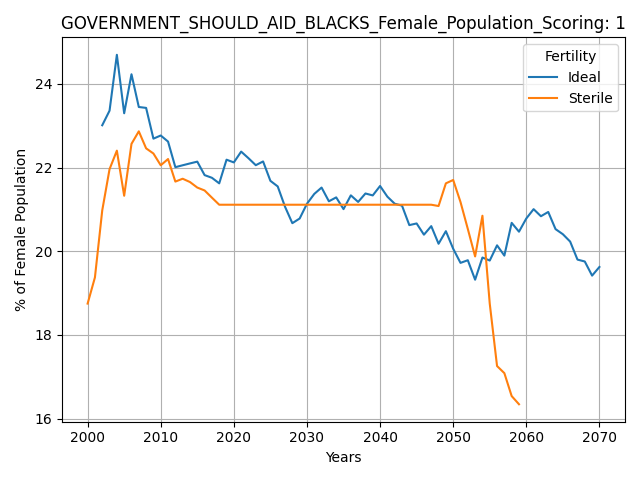 GOVERNMENT_SHOULD_AID_BLACKS_Female_Population_Scoring: 1
Fertility
Ideal
Sterile
% of Female Population
24
22
20
18
16
2000 2010 2020 2030 2040 2050 2060 2070
Years